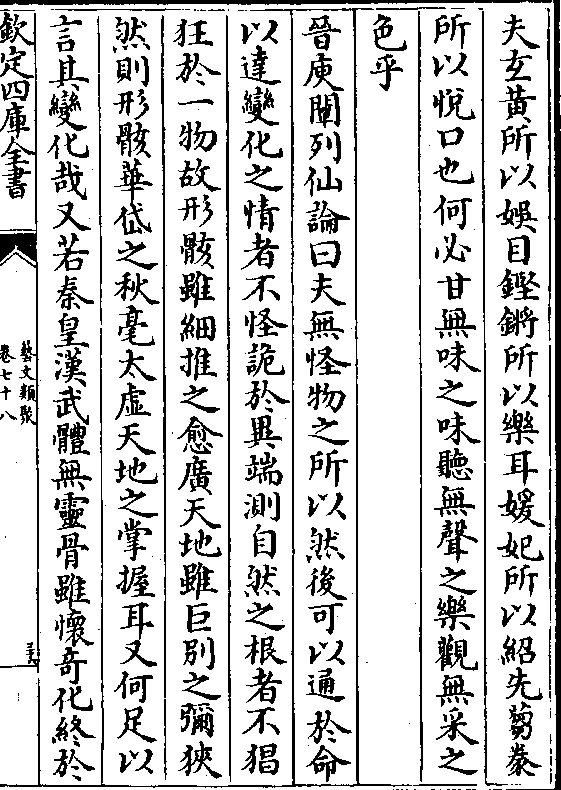 夫玄黃所以娛目鏗鏘所以樂耳媛妃所以紹先芻豢
所以悅口也何必甘無味之味聽無聲之樂觀無采之
色乎
晉庾闡列仙論曰夫無怪物之所以然後可以通於命
以達變化之情者不怪詭於異端測自然之根者不猖
狂於一物故形骸雖細推之愈廣天地雖巨別之彌狹
然則形骸華岱之秋毫太虛天地之掌握耳又何足以
言其變化哉又若秦皇漢武體無靈骨雖懷奇化終於
欽定四庫全書
藝文類聚
卷七十八